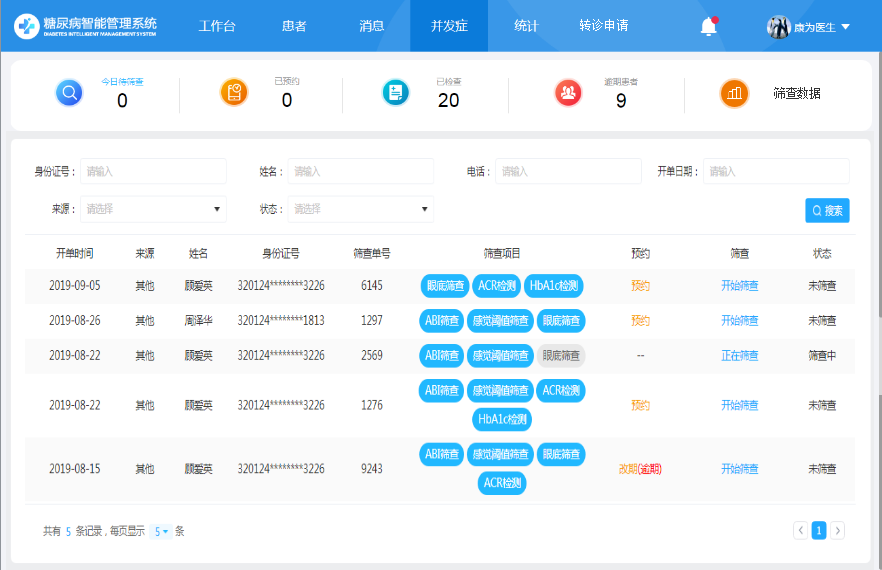 糖尿病智能管理系统 工作台 患者 消息 并发症 统计 转诊申请 康为医生
DIABETES INTELLIGENT MANAGEMENT SYSTEM
今日待筛查 已预约 已检查 逾期患者 筛查数据
0 0 20 9
身份证号： 请输入 姓名： 请输入 电话： 请输入 开单日期： 请输入
来源： 请选择 状态： 请选择 搜索
开单时间 来源 姓名 身份证号 筛查单号 筛查项目 预约 筛查 状态
2019-09-05 其他 顾爱英 320124********3226 6145 眼底筛查 ACR检测 HbA1c检测 预约 开始筛查 未筛查
2019-08-26 其他 周泽华 320124********1813 1297 ABI筛查 感觉阈值筛查 眼底筛查 预约 开始筛查 未筛查
2019-08-22 其他 顾爱英 320124********3226 2569 ABI筛查 感觉阈值筛查 眼底筛查 -- 正在筛查 筛查中
2019-08-22 其他 顾爱英 320124********3226 1276 ABI筛查 感觉阈值筛查 ACR检测 预约 开始筛查 未筛查
HbA1c检测
2019-08-15 其他 顾爱英 320124********3226 9243 ABI筛查 感觉阈值筛查 眼底筛查 改期(逾期) 开始筛查 未筛查
ACR检测
共有 5 条记录，每页显示 5 条 1